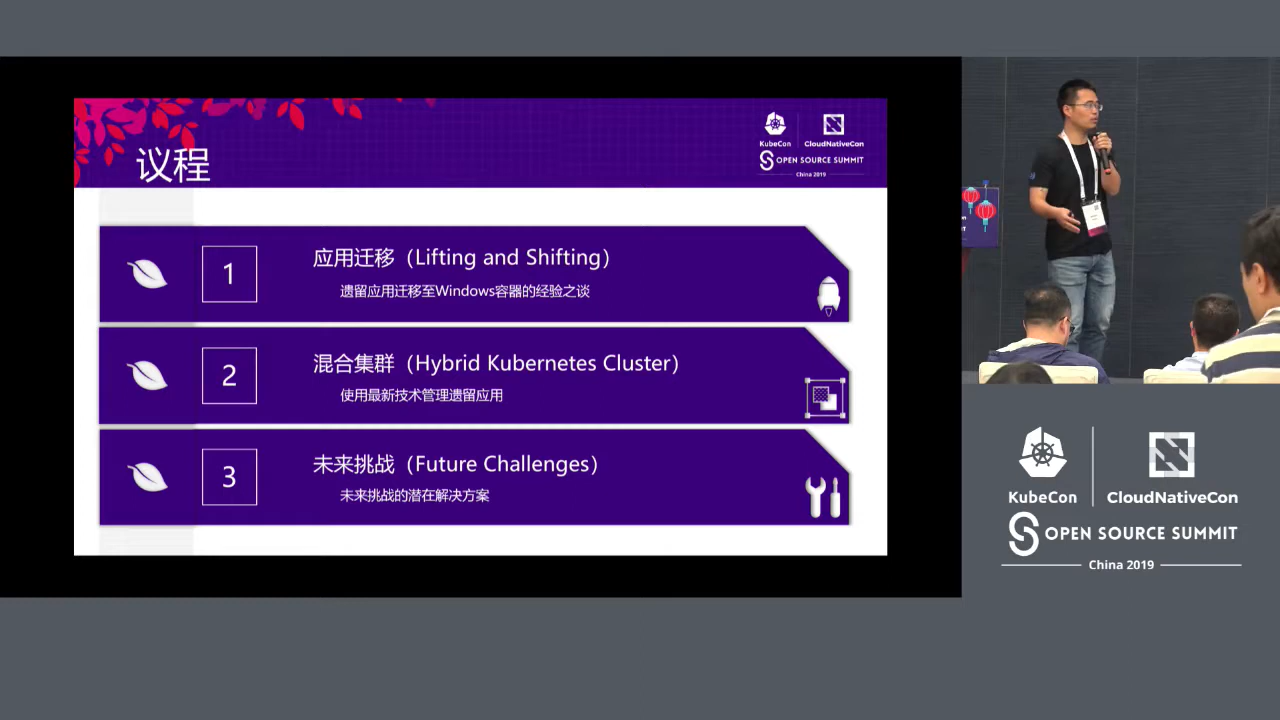 议程
KubeCon
CloudNativeCon
OPEN SOURCE SUMMIT
China 2019
1
应用迁移（Lifting and Shifting）
遗留应用迁移至Windows容器的经验之谈
2
混合集群（Hybrid Kubernetes Cluster）
使用最新技术管理遗留应用
3
未来挑战（Future Challenges）
未来挑战的潜在解决方案
KubeCon
CloudNativeCon
OPEN SOURCE SUMMIT
China 2019